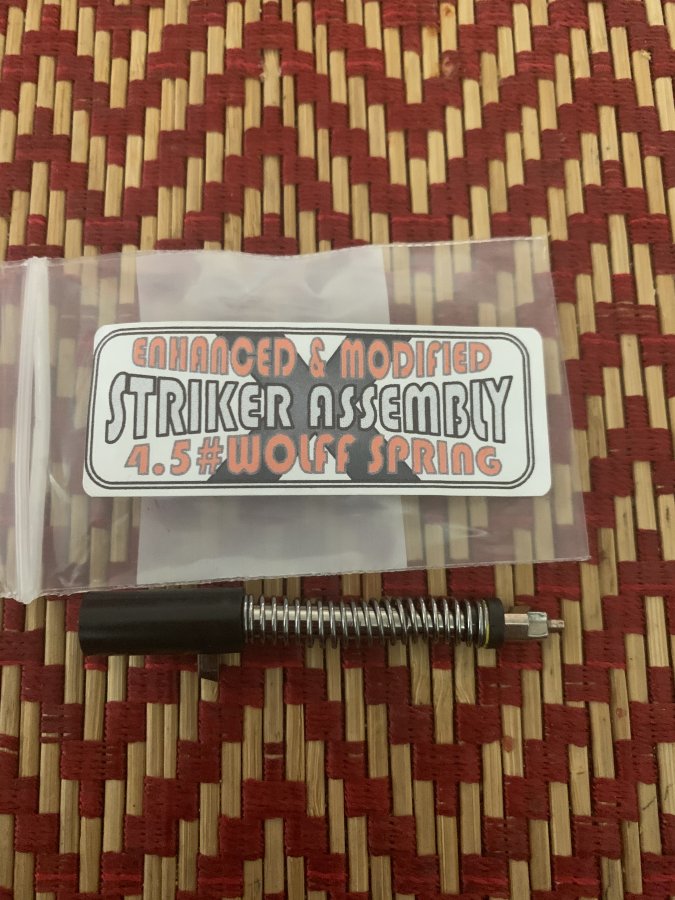 ENHANCED & MODIFIED
STRIKER ASSEMBLY
4.5#WOLFF SPRING